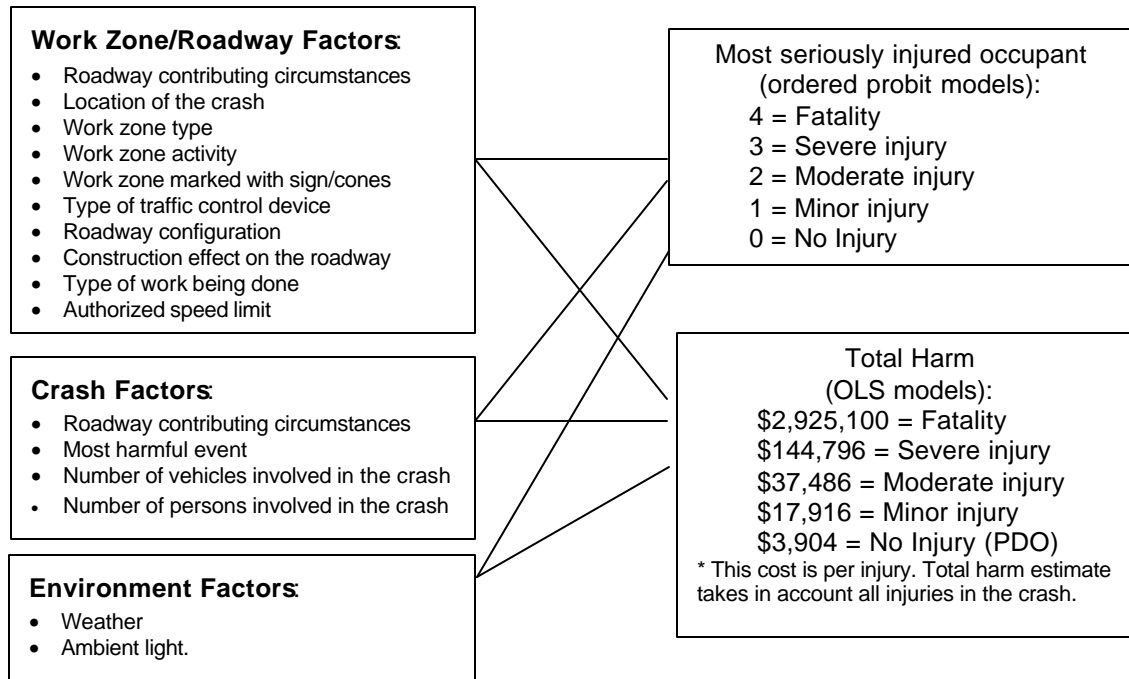 Work Zone/Roadway Factors:
• Roadway contributing circumstances
• Location of the crash
• Work zone type
• Work zone activity
• Work zone marked with sign/cones
• Type of traffic control device
• Roadway configuration
• Construction effect on the roadway
• Type of work being done
• Authorized speed limit
Crash Factors:
• Roadway contributing circumstances
• Most harmful event
• Number of vehicles involved in the crash
• Number of persons involved in the crash
Environment Factors:
• Weather
• Ambient light.
Most seriously injured occupant
(ordered probit models):
4 = Fatality
3 = Severe injury
2 = Moderate injury
1 = Minor injury
0 = No Injury
Total Harm
(OLS models):
$2,925,100 = Fatality
$144,796 = Severe injury
$37,486 = Moderate injury
$17,916 = Minor injury
$3,904 = No Injury (PDO)
* This cost is per injury. Total harm estimate
takes in account all injuries in the crash.